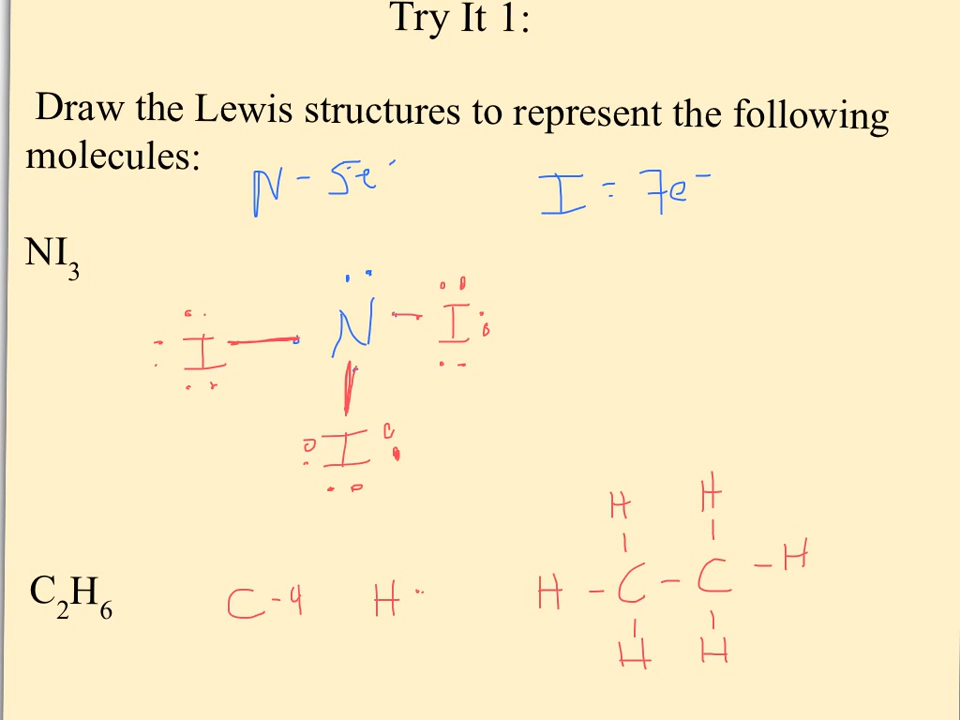 Try It 1:
Draw the Lewis structures to represent the following
molecules:
N - 5e⁻ I = 7e⁻
NI₃
N
I I
I
H H
C₂H₆ C-4 H· H - C - C - H
H H